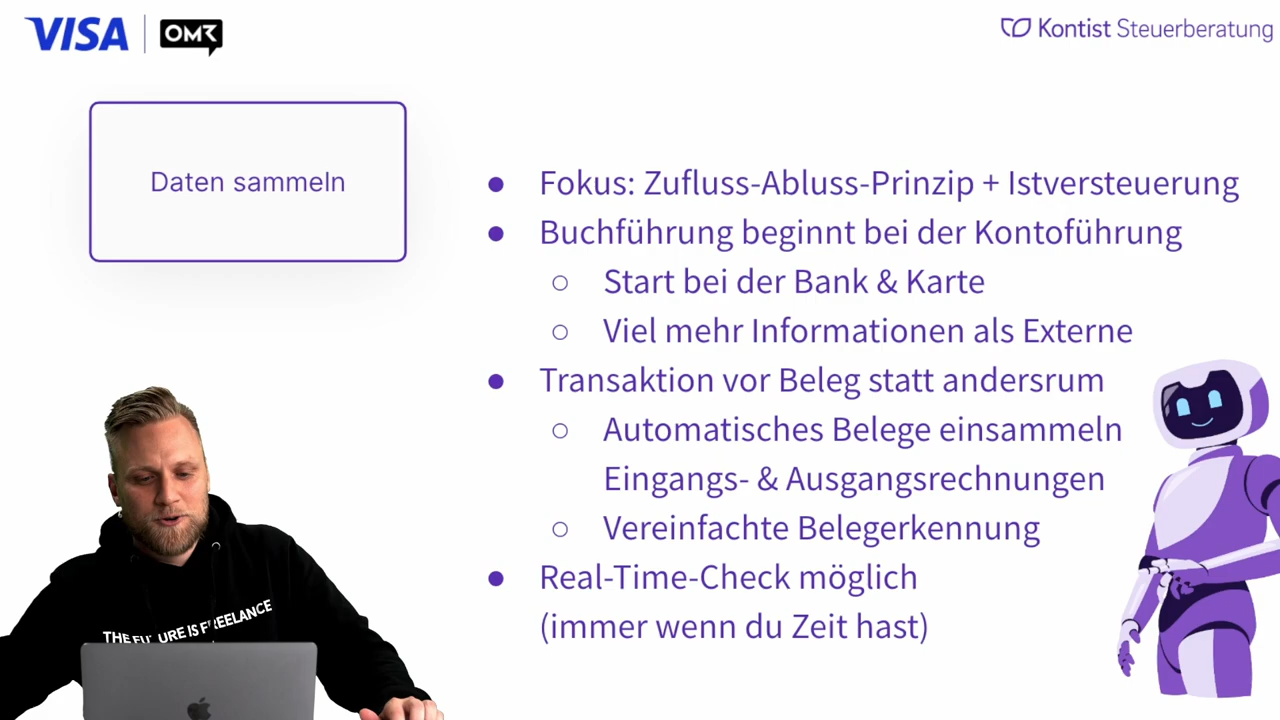 VISA
OMR
Kontist Steuerberatung
Daten sammeln
● Fokus: Zufluss-Abluss-Prinzip + Istversteuerung
● Buchführung beginnt bei der Kontoführung
○ Start bei der Bank & Karte
○ Viel mehr Informationen als Externe
● Transaktion vor Beleg statt andersrum
○ Automatisches Belege einsammeln
Eingangs- & Ausgangsrechnungen
○ Vereinfachte Belegerkennung
● Real-Time-Check möglich
(immer wenn du Zeit hast)
THE FUTURE IS FREELANCE